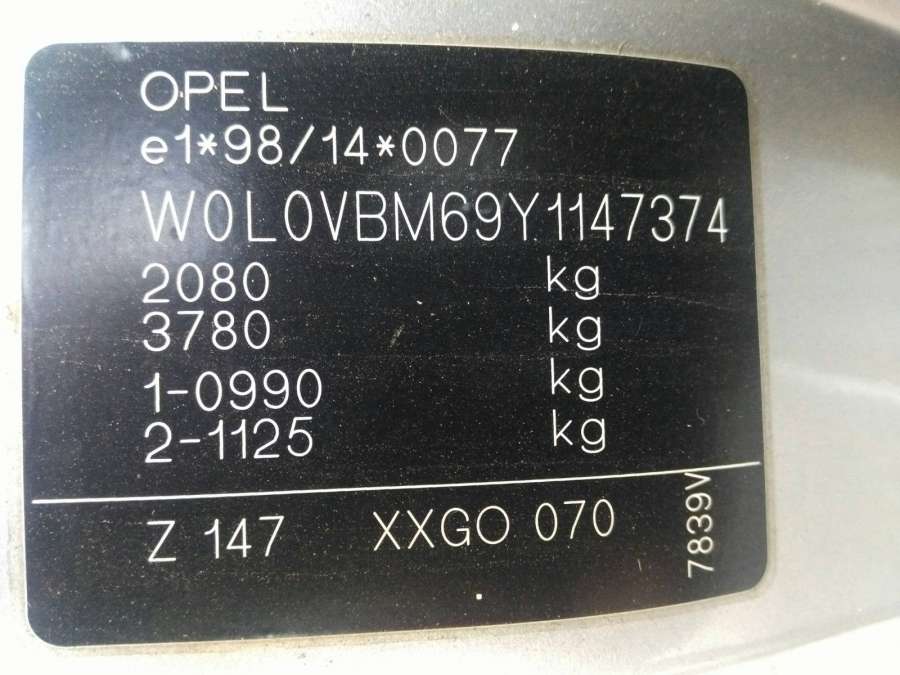 OPEL
e1*98/14*0077
W0L0VBM69Y1147374
2080 kg
3780 kg
1-0990 kg
2-1125 kg
Z 147 XXGO 070
7839V